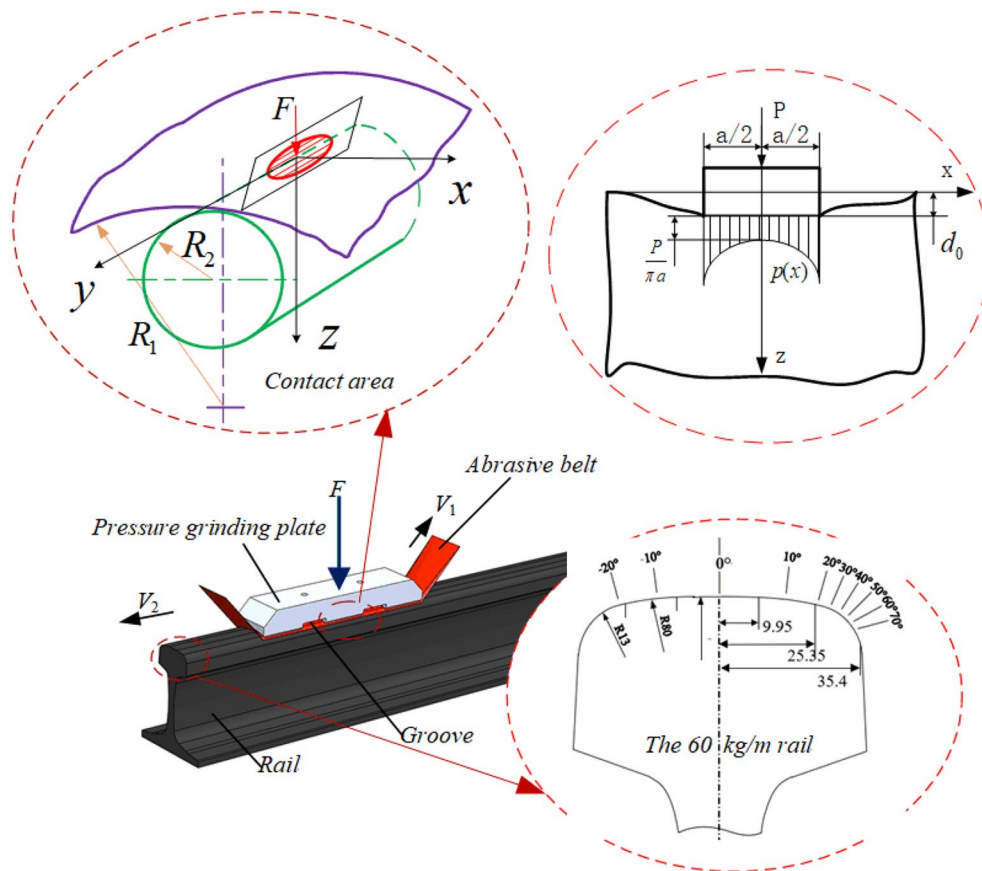 F
x
R₂
y
R₁
z
Contact area
P
a/2 a/2
x
d₀
P
πa
p(x)
z
F
Abrasive belt
V₁
Pressure grinding plate
V₂
Groove
Rail
-20° -10° 0° 10° 20° 30° 40° 50° 60° 70°
R13
R80
9.95
25.35
35.4
The 60 kg/m rail